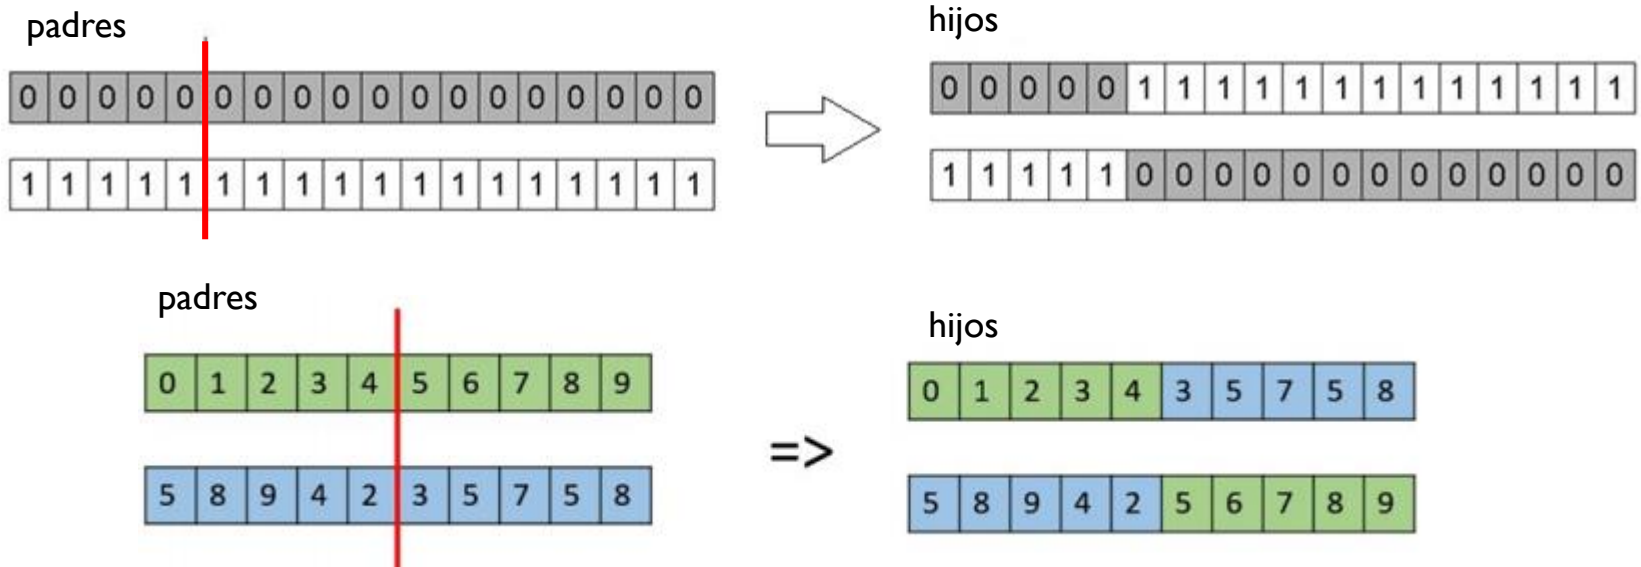 padres
0 0 0 0 0 0 0 0 0 0 0 0 0 0 0 0 0 0
1 1 1 1 1 1 1 1 1 1 1 1 1 1 1 1 1 1
hijos
0 0 0 0 0 1 1 1 1 1 1 1 1 1 1 1 1 1
1 1 1 1 1 0 0 0 0 0 0 0 0 0 0 0 0 0
padres
0 1 2 3 4 5 6 7 8 9
5 8 9 4 2 3 5 7 5 8
=>
hijos
0 1 2 3 4 3 5 7 5 8
5 8 9 4 2 5 6 7 8 9